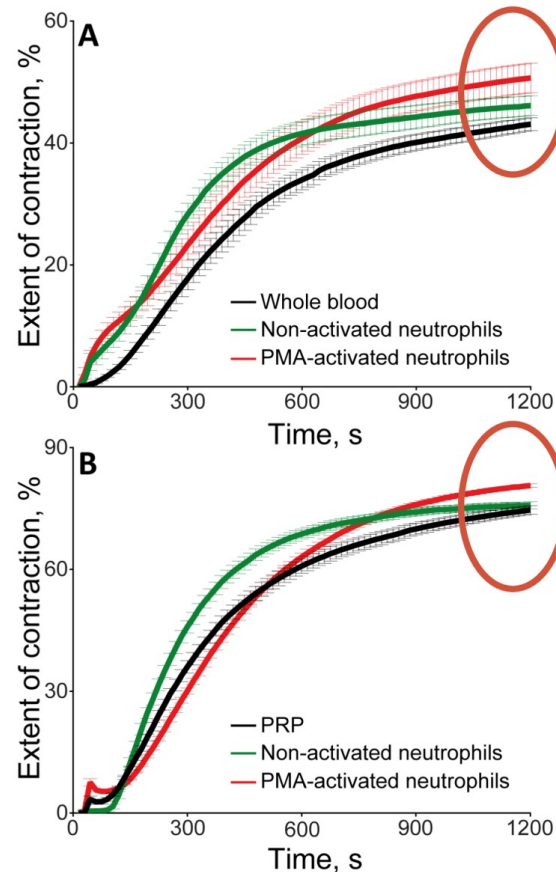 A
60
40
20
0
Extent of contraction, %
Whole blood
Non-activated neutrophils
PMA-activated neutrophils
0 300 600 900 1200
Time, s
B
90
60
30
0
Extent of contraction, %
PRP
Non-activated neutrophils
PMA-activated neutrophils
0 300 600 900 1200
Time, s